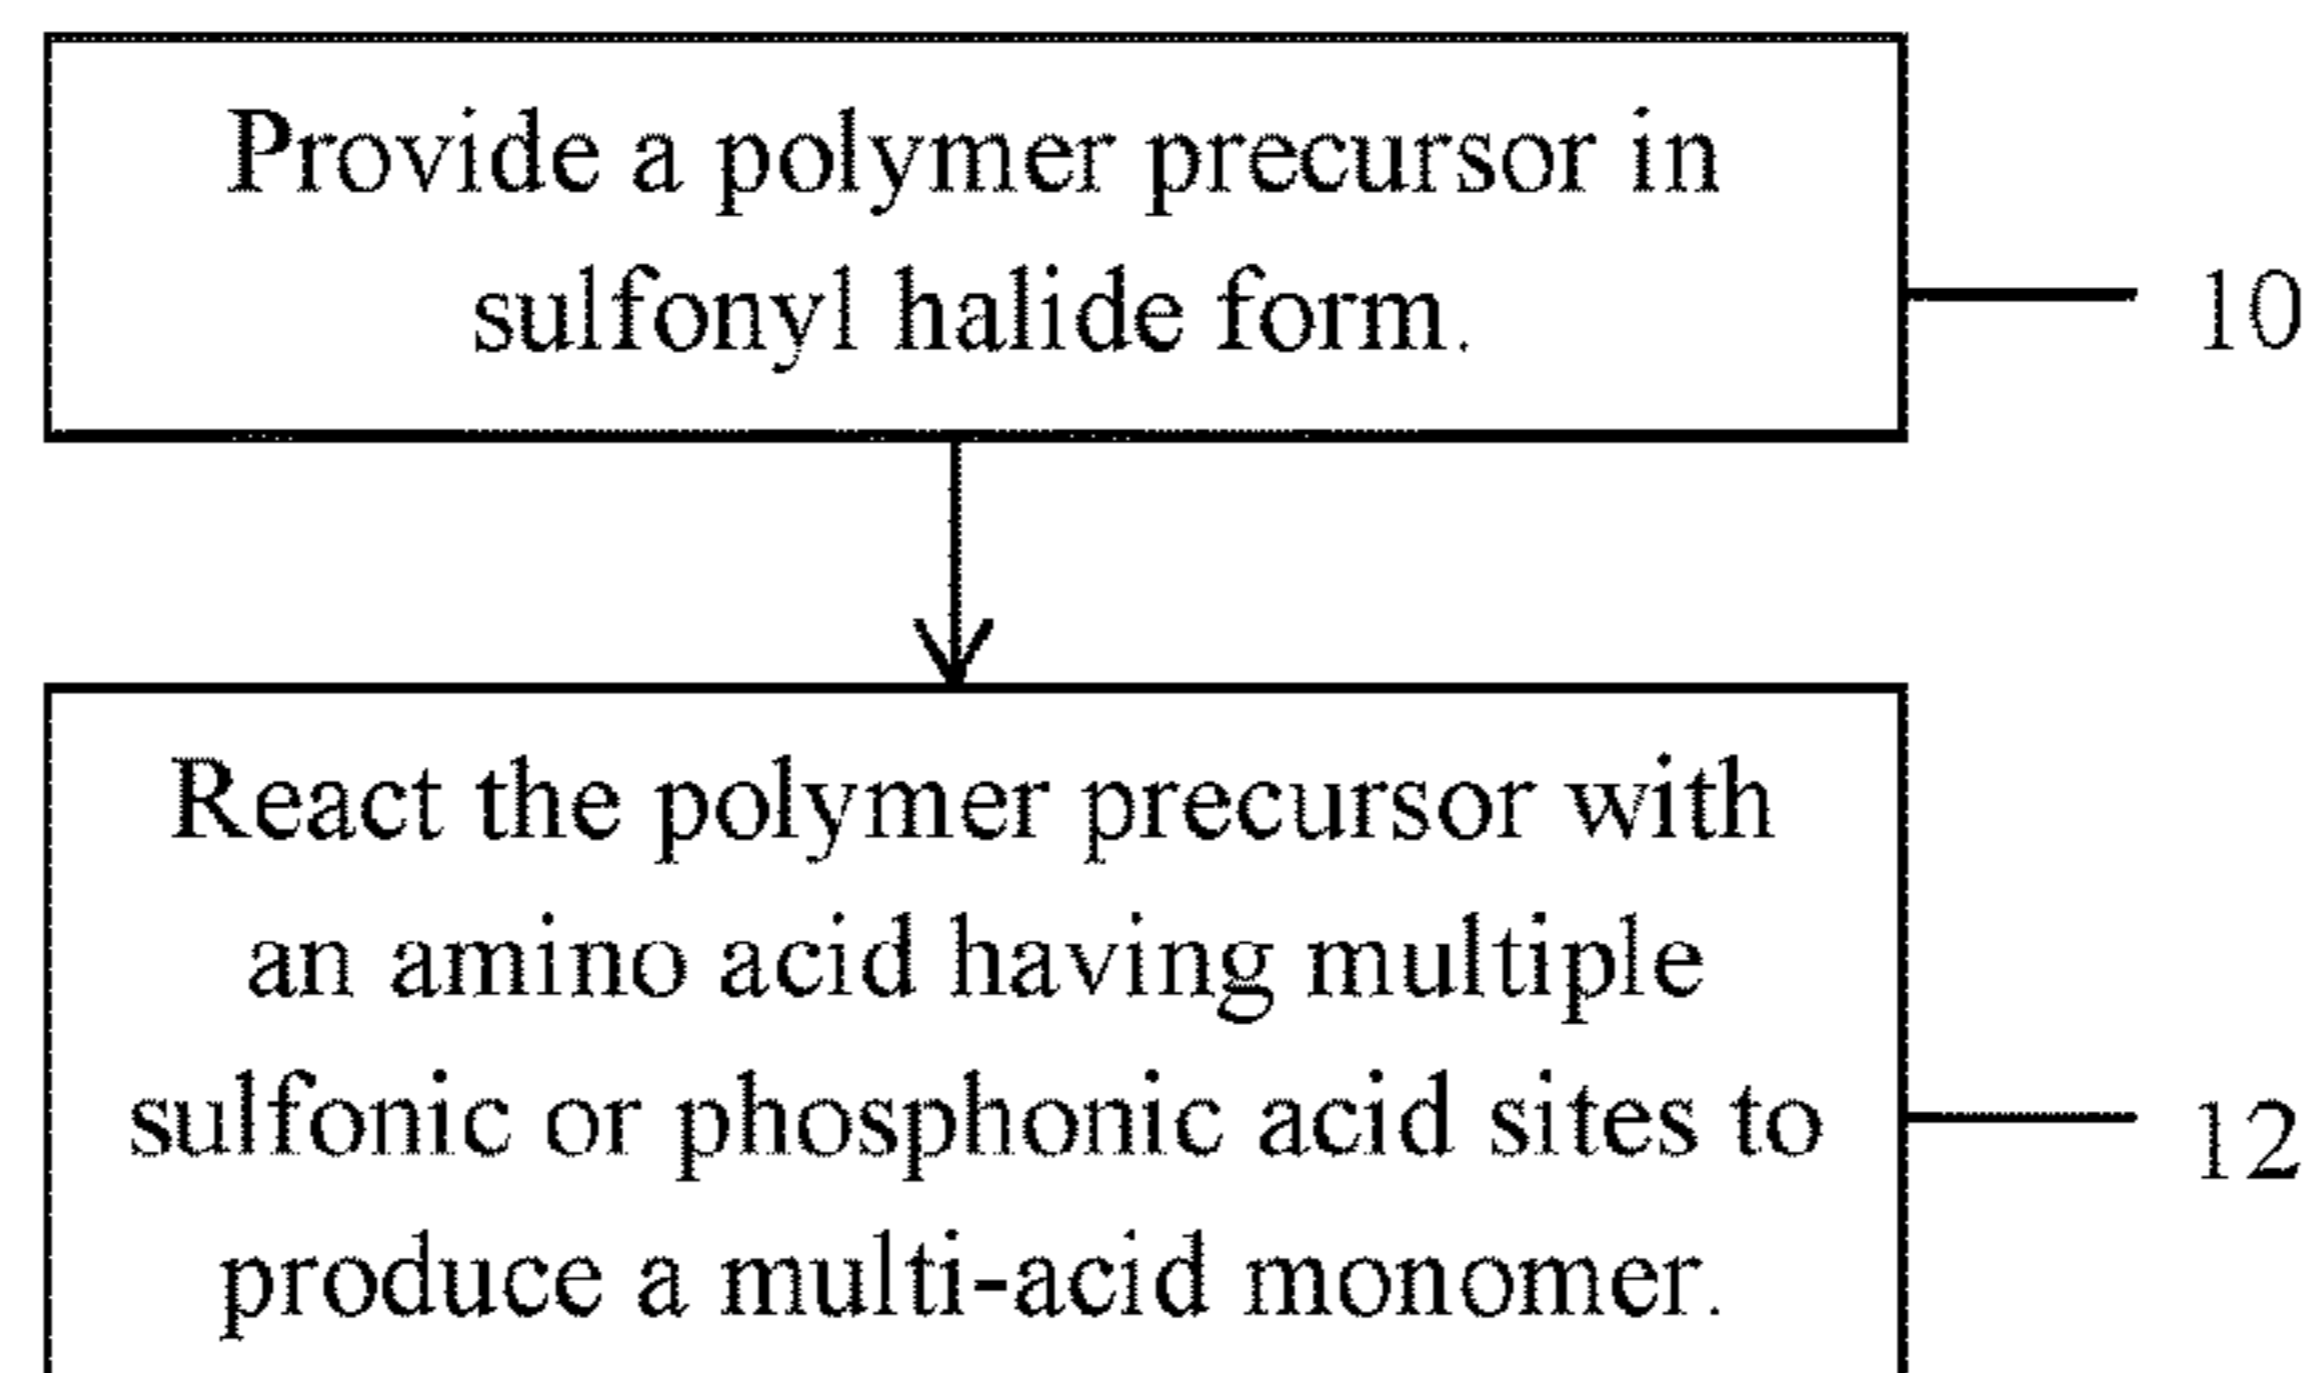 Provide a polymer precursor in
sulfonyl halide form.
10
React the polymer precursor with
an amino acid having multiple
sulfonic or phosphonic acid sites to
12
produce a multi-acid monomer.